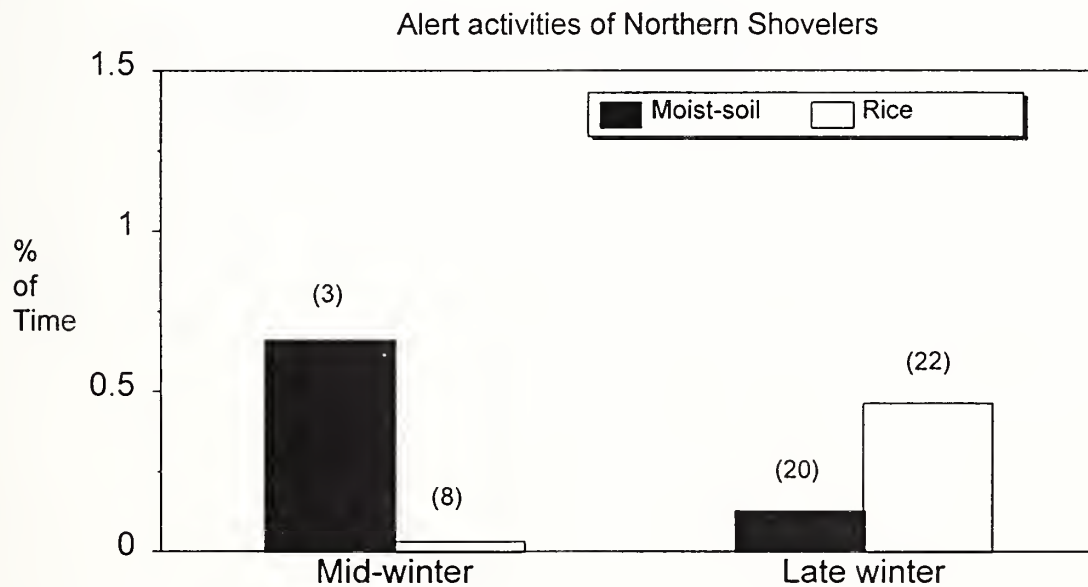 Alert activities of Northern Shovelers
1.5
Moist-soil Rice
1
%
of
Time
(3)
0.5
(22)
(20)
(8)
0
Mid-winter Late winter